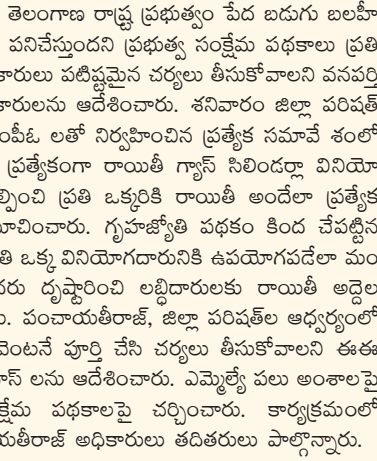 తెలంగాణ రాష్ట్ర ప్రభుత్వం పేద బడుగు బలహీ
పనిచేస్తుందని ప్రభుత్వ సంక్షేమ పథకాలు ప్రతి
కారులు పటిష్టమైన చర్యలు తీసుకోవాలని వనపర్తి
కారులను ఆదేశించారు. శనివారం జిల్లా పరిషత్
ంపీఓ లతో నిర్వహించిన ప్రత్యేక సమావే శంలో
ప్రత్యేకంగా రాయితీ గ్యాస్ సిలిండర్లా వినియో
ల్పించి ప్రతి ఒక్కరికి రాయితీ అందేలా ప్రత్యేక
చించారు. గృహజ్యోతి పథకం కింద చేపట్టిన
తి ఒక్క వినియోగదారునికి ఉపయోగపడేలా మం
దరు దృష్టారించి లబ్ధిదారులకు రాయితీ అద్దెల
పంచాయతీరాజ్, జిల్లా పరిషత్‌ల ఆధ్వర్యంలో
వెంటనే పూర్తి చేసి చర్యలు తీసుకోవాలని ఈఈ
ాస్ లను ఆదేశించారు. ఎమ్మెల్యే పలు అంశాలపై
క్షేమ పథకాలపై చర్చించారు. కార్యక్రమంలో
యతీరాజ్ అధికారులు తదితరులు పాల్గొన్నారు.